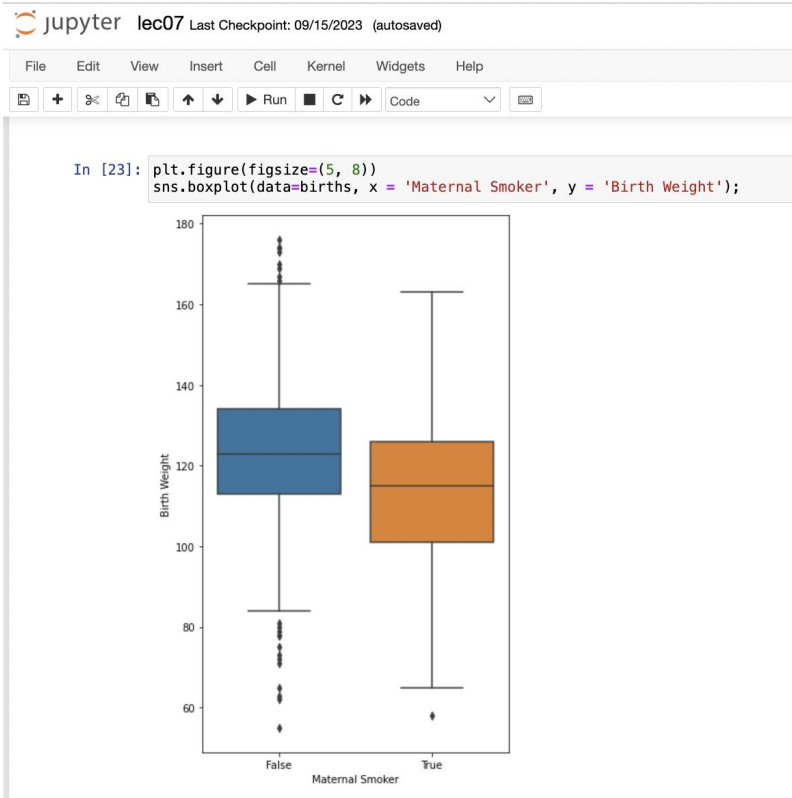 jupyter lec07 Last Checkpoint: 09/15/2023 (autosaved)
File Edit View Insert Cell Kernel Widgets Help
Run Code
In [23]: plt.figure(figsize=(5, 8))
sns.boxplot(data=births, x = 'Maternal Smoker', y = 'Birth Weight');
180
160
140
120
100
80
60
Birth Weight
False True
Maternal Smoker